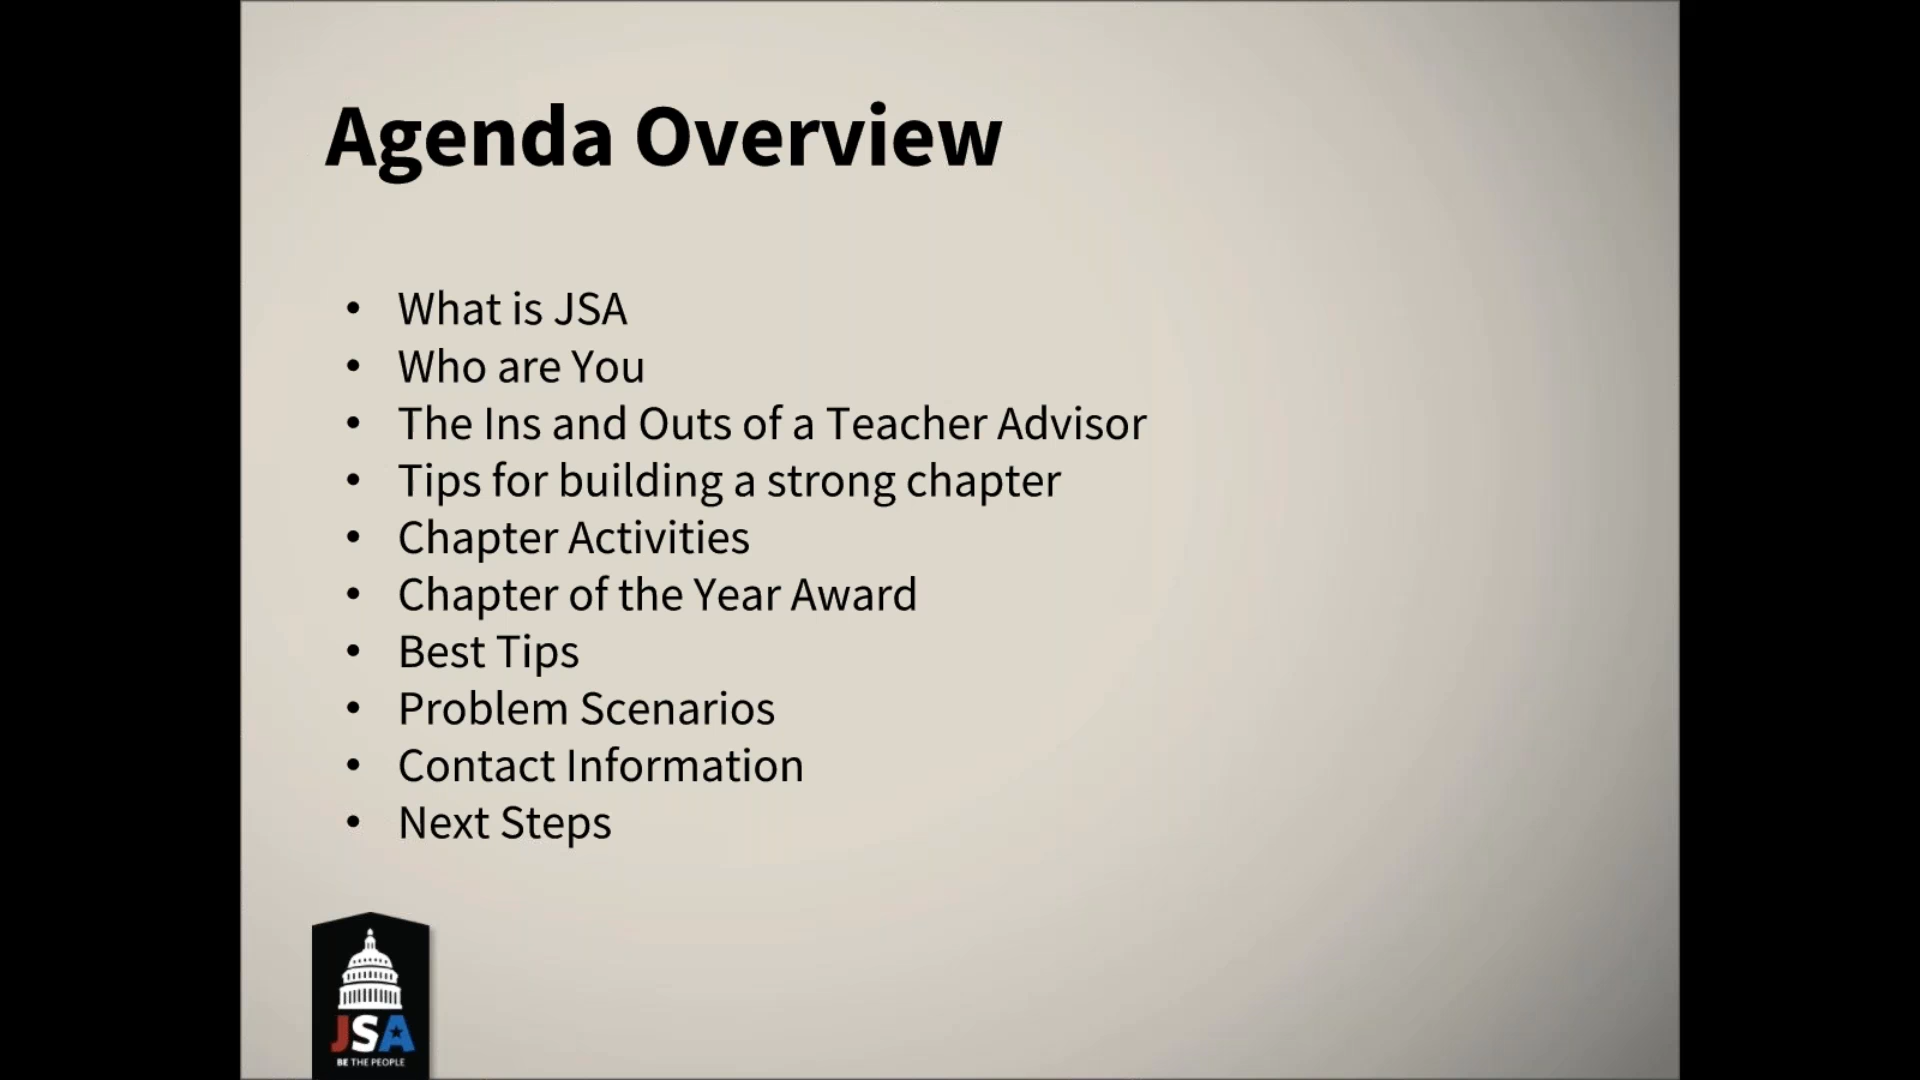 Agenda Overview
• What is JSA
• Who are You
• The Ins and Outs of a Teacher Advisor
• Tips for building a strong chapter
• Chapter Activities
• Chapter of the Year Award
• Best Tips
• Problem Scenarios
• Contact Information
• Next Steps
JSA
BE THE PEOPLE